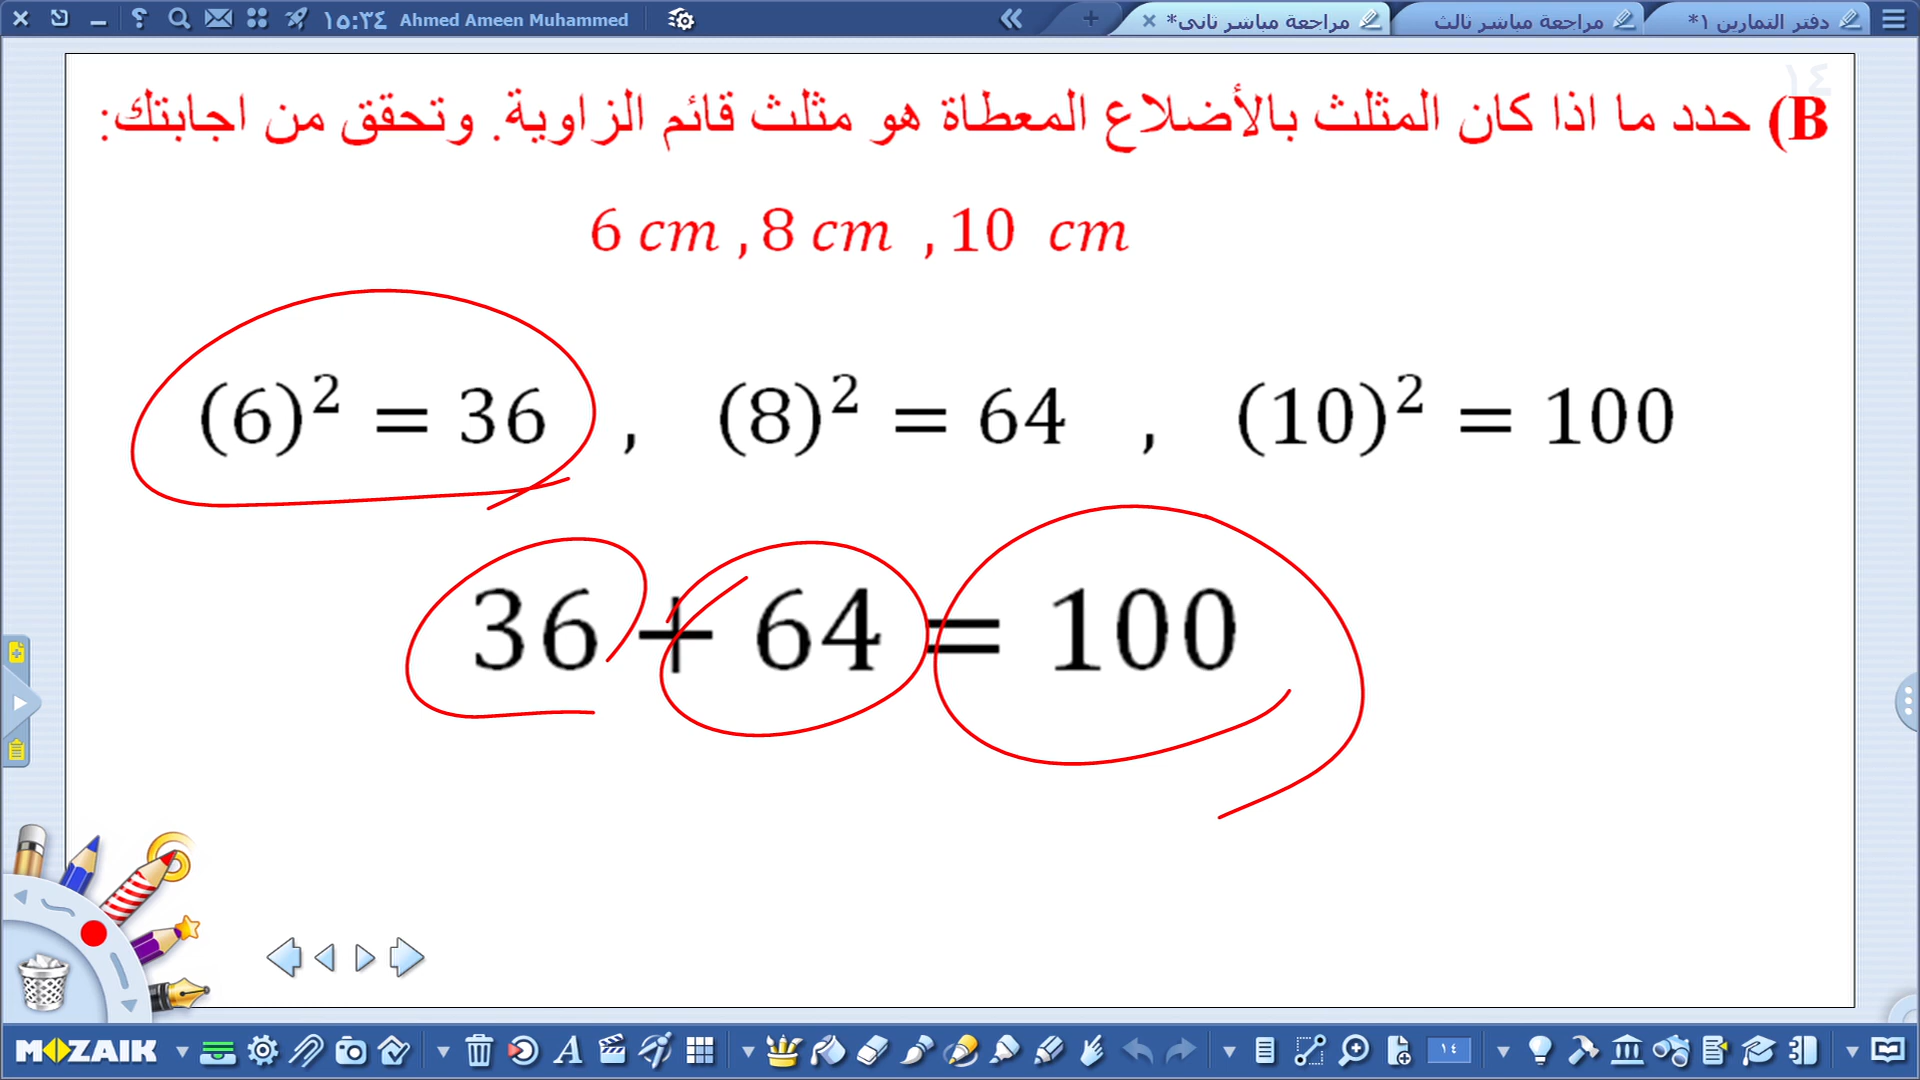 ١٥:٣٤ Ahmed Ameen Muhammed
مراجعة مباشر ثاني*
مراجعة مباشر ثالث
دفتر التمارين ١*
١٤
B) حدد ما اذا كان المثلث بالأضلاع المعطاة هو مثلث قائم الزاوية. وتحقق من اجابتك:
6 cm , 8 cm , 10 cm
(6)² = 36 , (8)² = 64 , (10)² = 100
36 + 64 = 100
MOZAIK
١٤